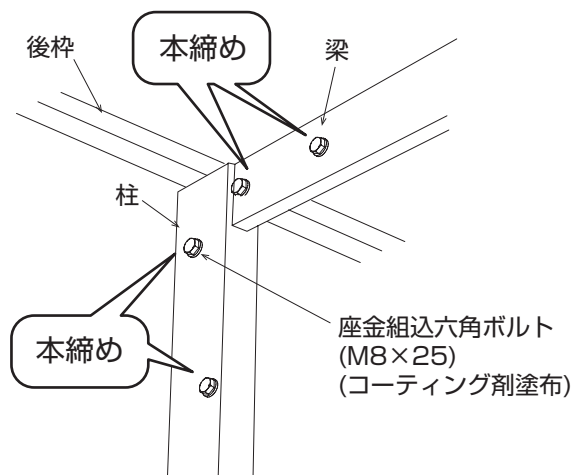 後枠
本締め
梁
柱
本締め
座金組込六角ボルト
(M8×25)
(コーティング剤塗布)